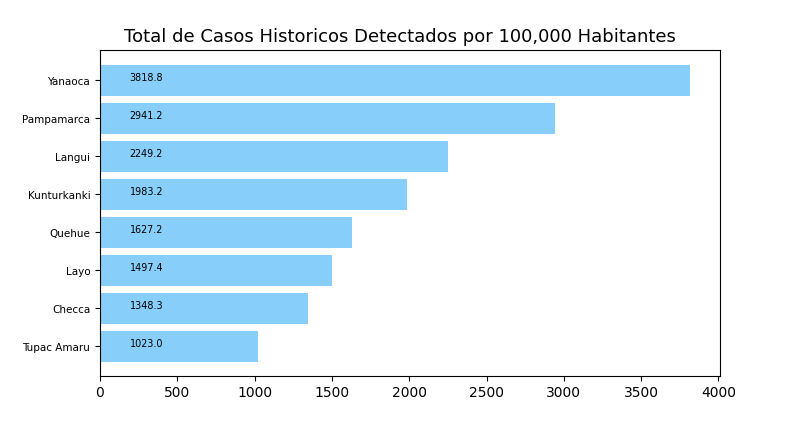 Total de Casos Historicos Detectados por 100,000 Habitantes
Yanaoca 3818.8
Pampamarca 2941.2
Langui 2249.2
Kunturkanki 1983.2
Quehue 1627.2
Layo 1497.4
Checca 1348.3
Tupac Amaru 1023.0
0 500 1000 1500 2000 2500 3000 3500 4000